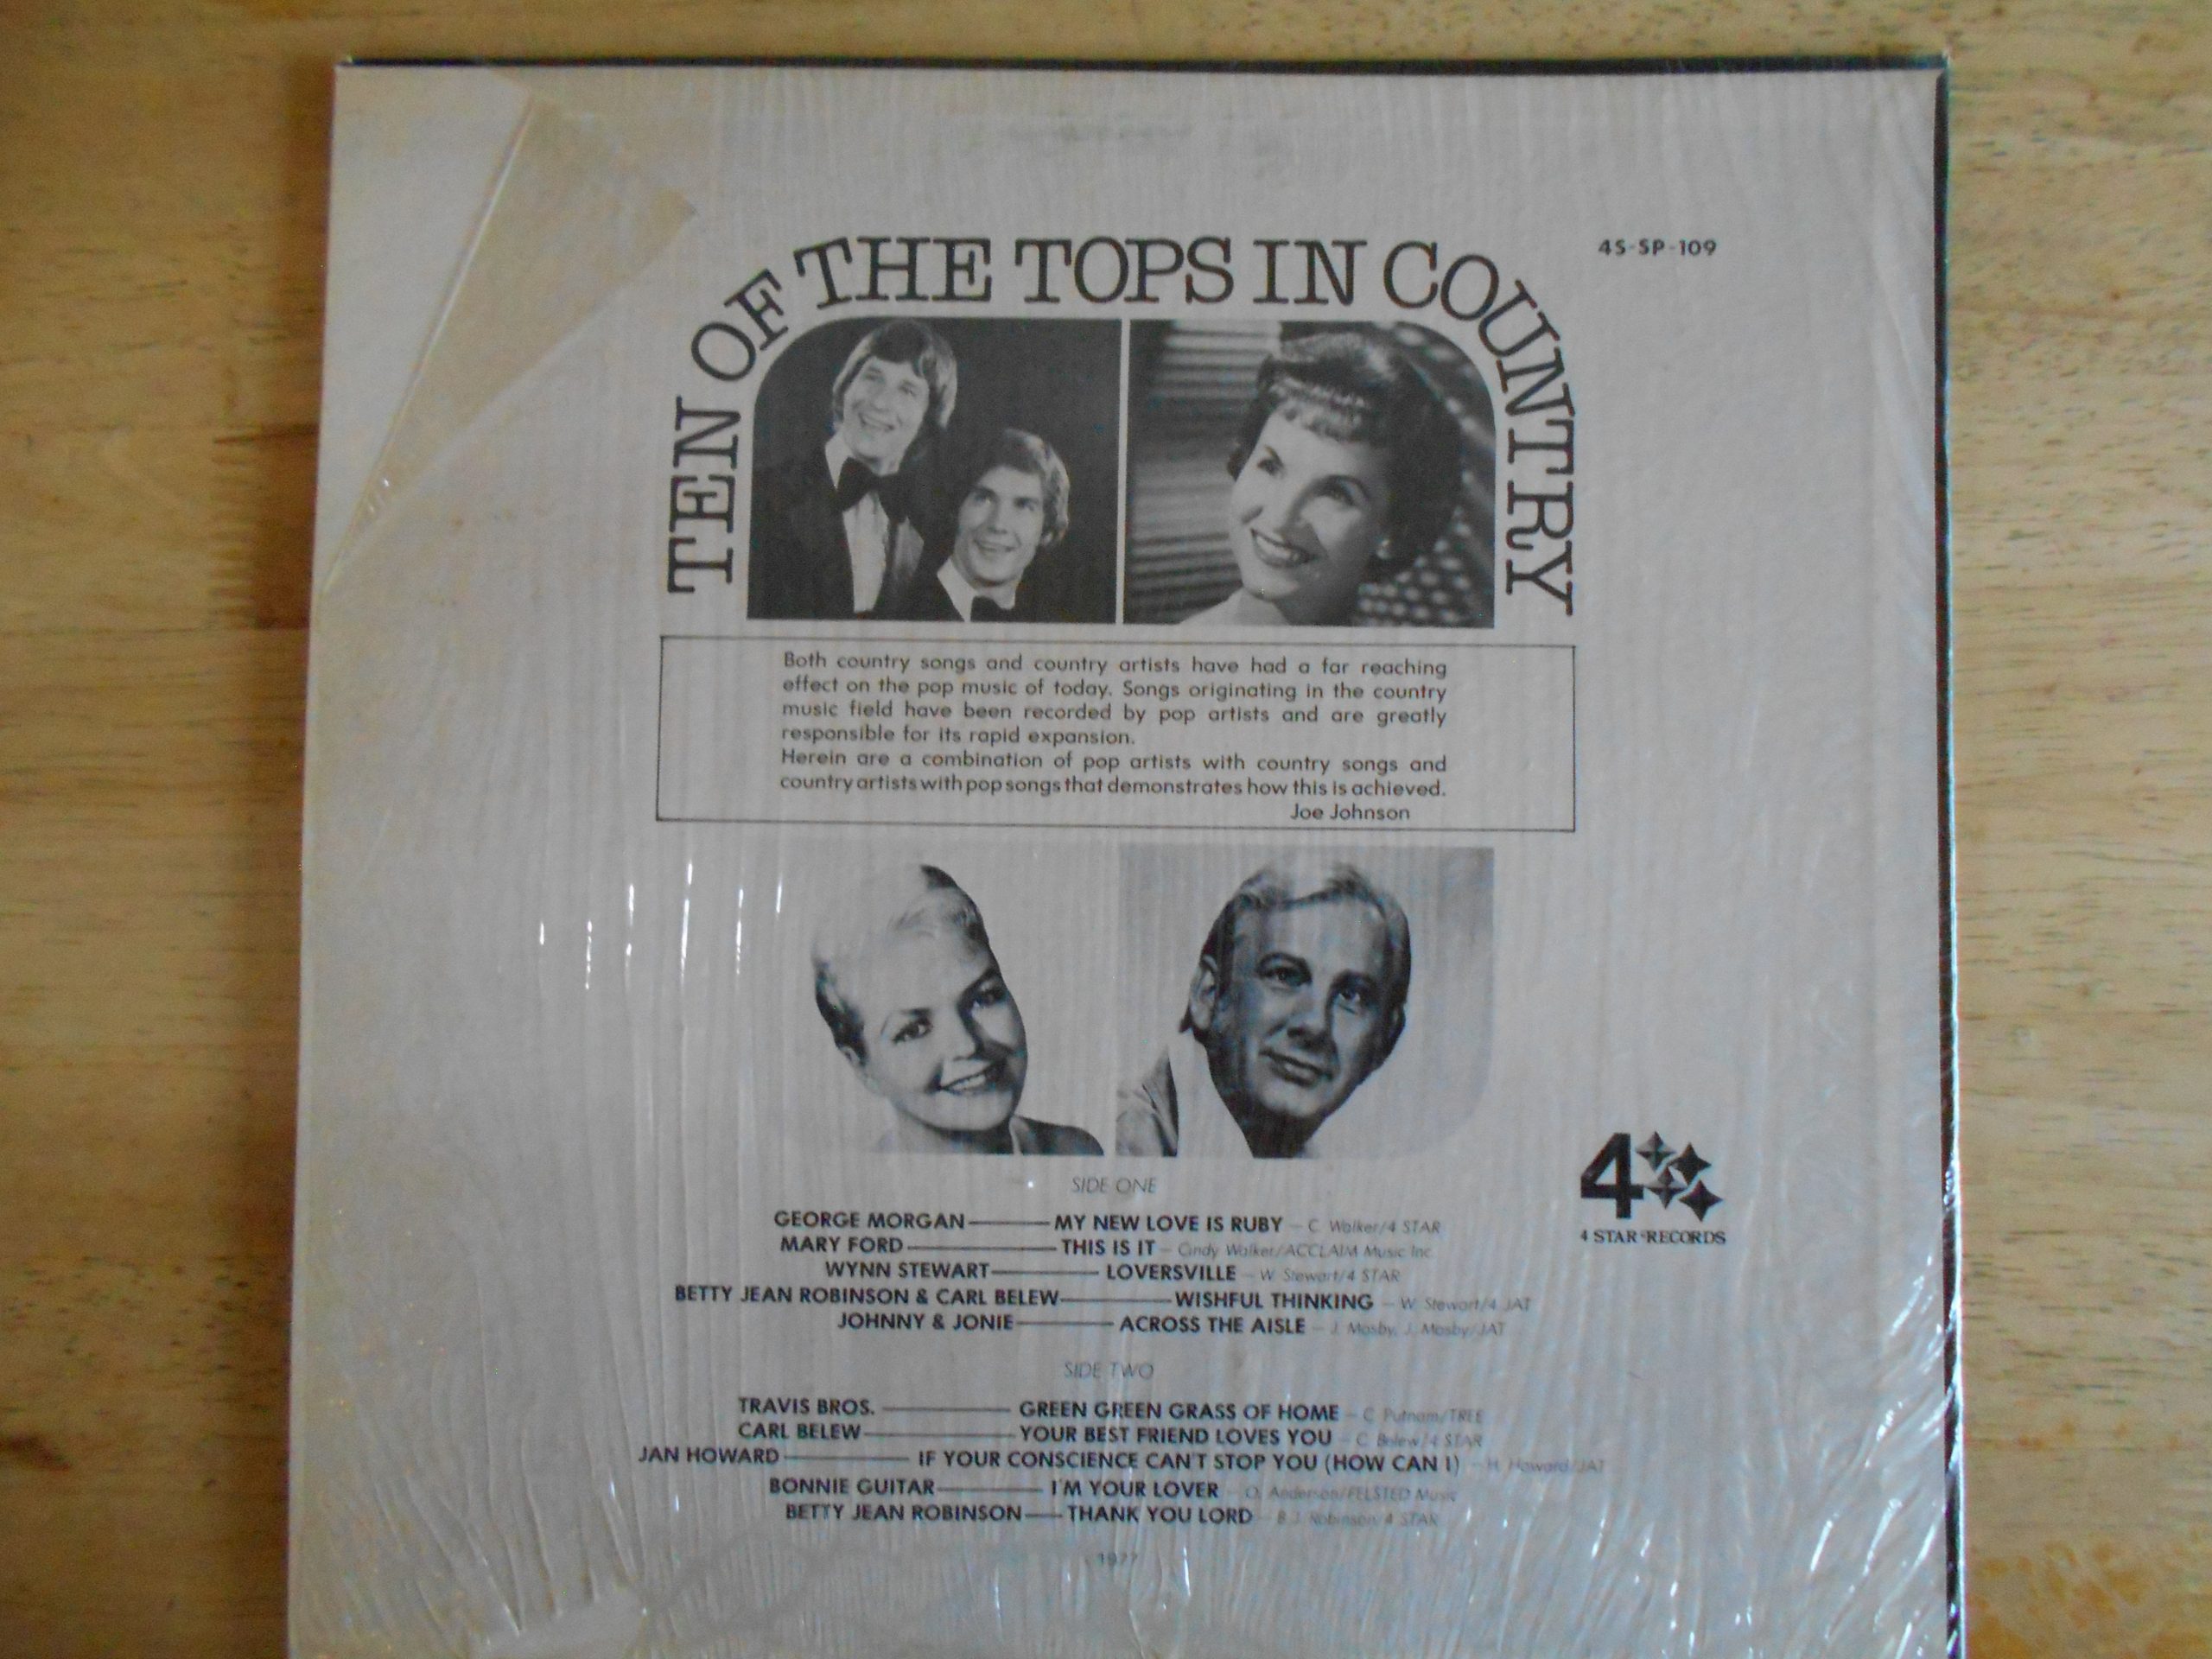 TEN OF THE TOPS IN COUNTRY
4S-SP-109
Both country songs and country artists have had a far reaching
effect on the pop music of today. Songs originating in the country
music field have been recorded by pop artists and are greatly
responsible for its rapid expansion.
Herein are a combination of pop artists with country songs and
country artists with pop songs that demonstrates how this is achieved.
Joe Johnson
4
4 STAR RECORDS
SIDE ONE
GEORGE MORGAN — MY NEW LOVE IS RUBY – C. Walker/4 STAR
MARY FORD — THIS IS IT – Cindy Walker/ACCLAIM Music Inc
WYNN STEWART — LOVERSVILLE – W. Stewart/4 STAR
BETTY JEAN ROBINSON & CARL BELEW — WISHFUL THINKING – W. Stewart/4 JAT
JOHNNY & JONIE — ACROSS THE AISLE – J. Mosby, J. Mosby/JAT
SIDE TWO
TRAVIS BROS. — GREEN GREEN GRASS OF HOME – C. Putnam/TREE
CARL BELEW — YOUR BEST FRIEND LOVES YOU – C. Belew/4 STAR
JAN HOWARD — IF YOUR CONSCIENCE CAN'T STOP YOU (HOW CAN I) – H. Howard/JAT
BONNIE GUITAR — I'M YOUR LOVER – O. Anderson/FELSTED Music
BETTY JEAN ROBINSON — THANK YOU LORD – B.J. Robinson/4 STAR
1977